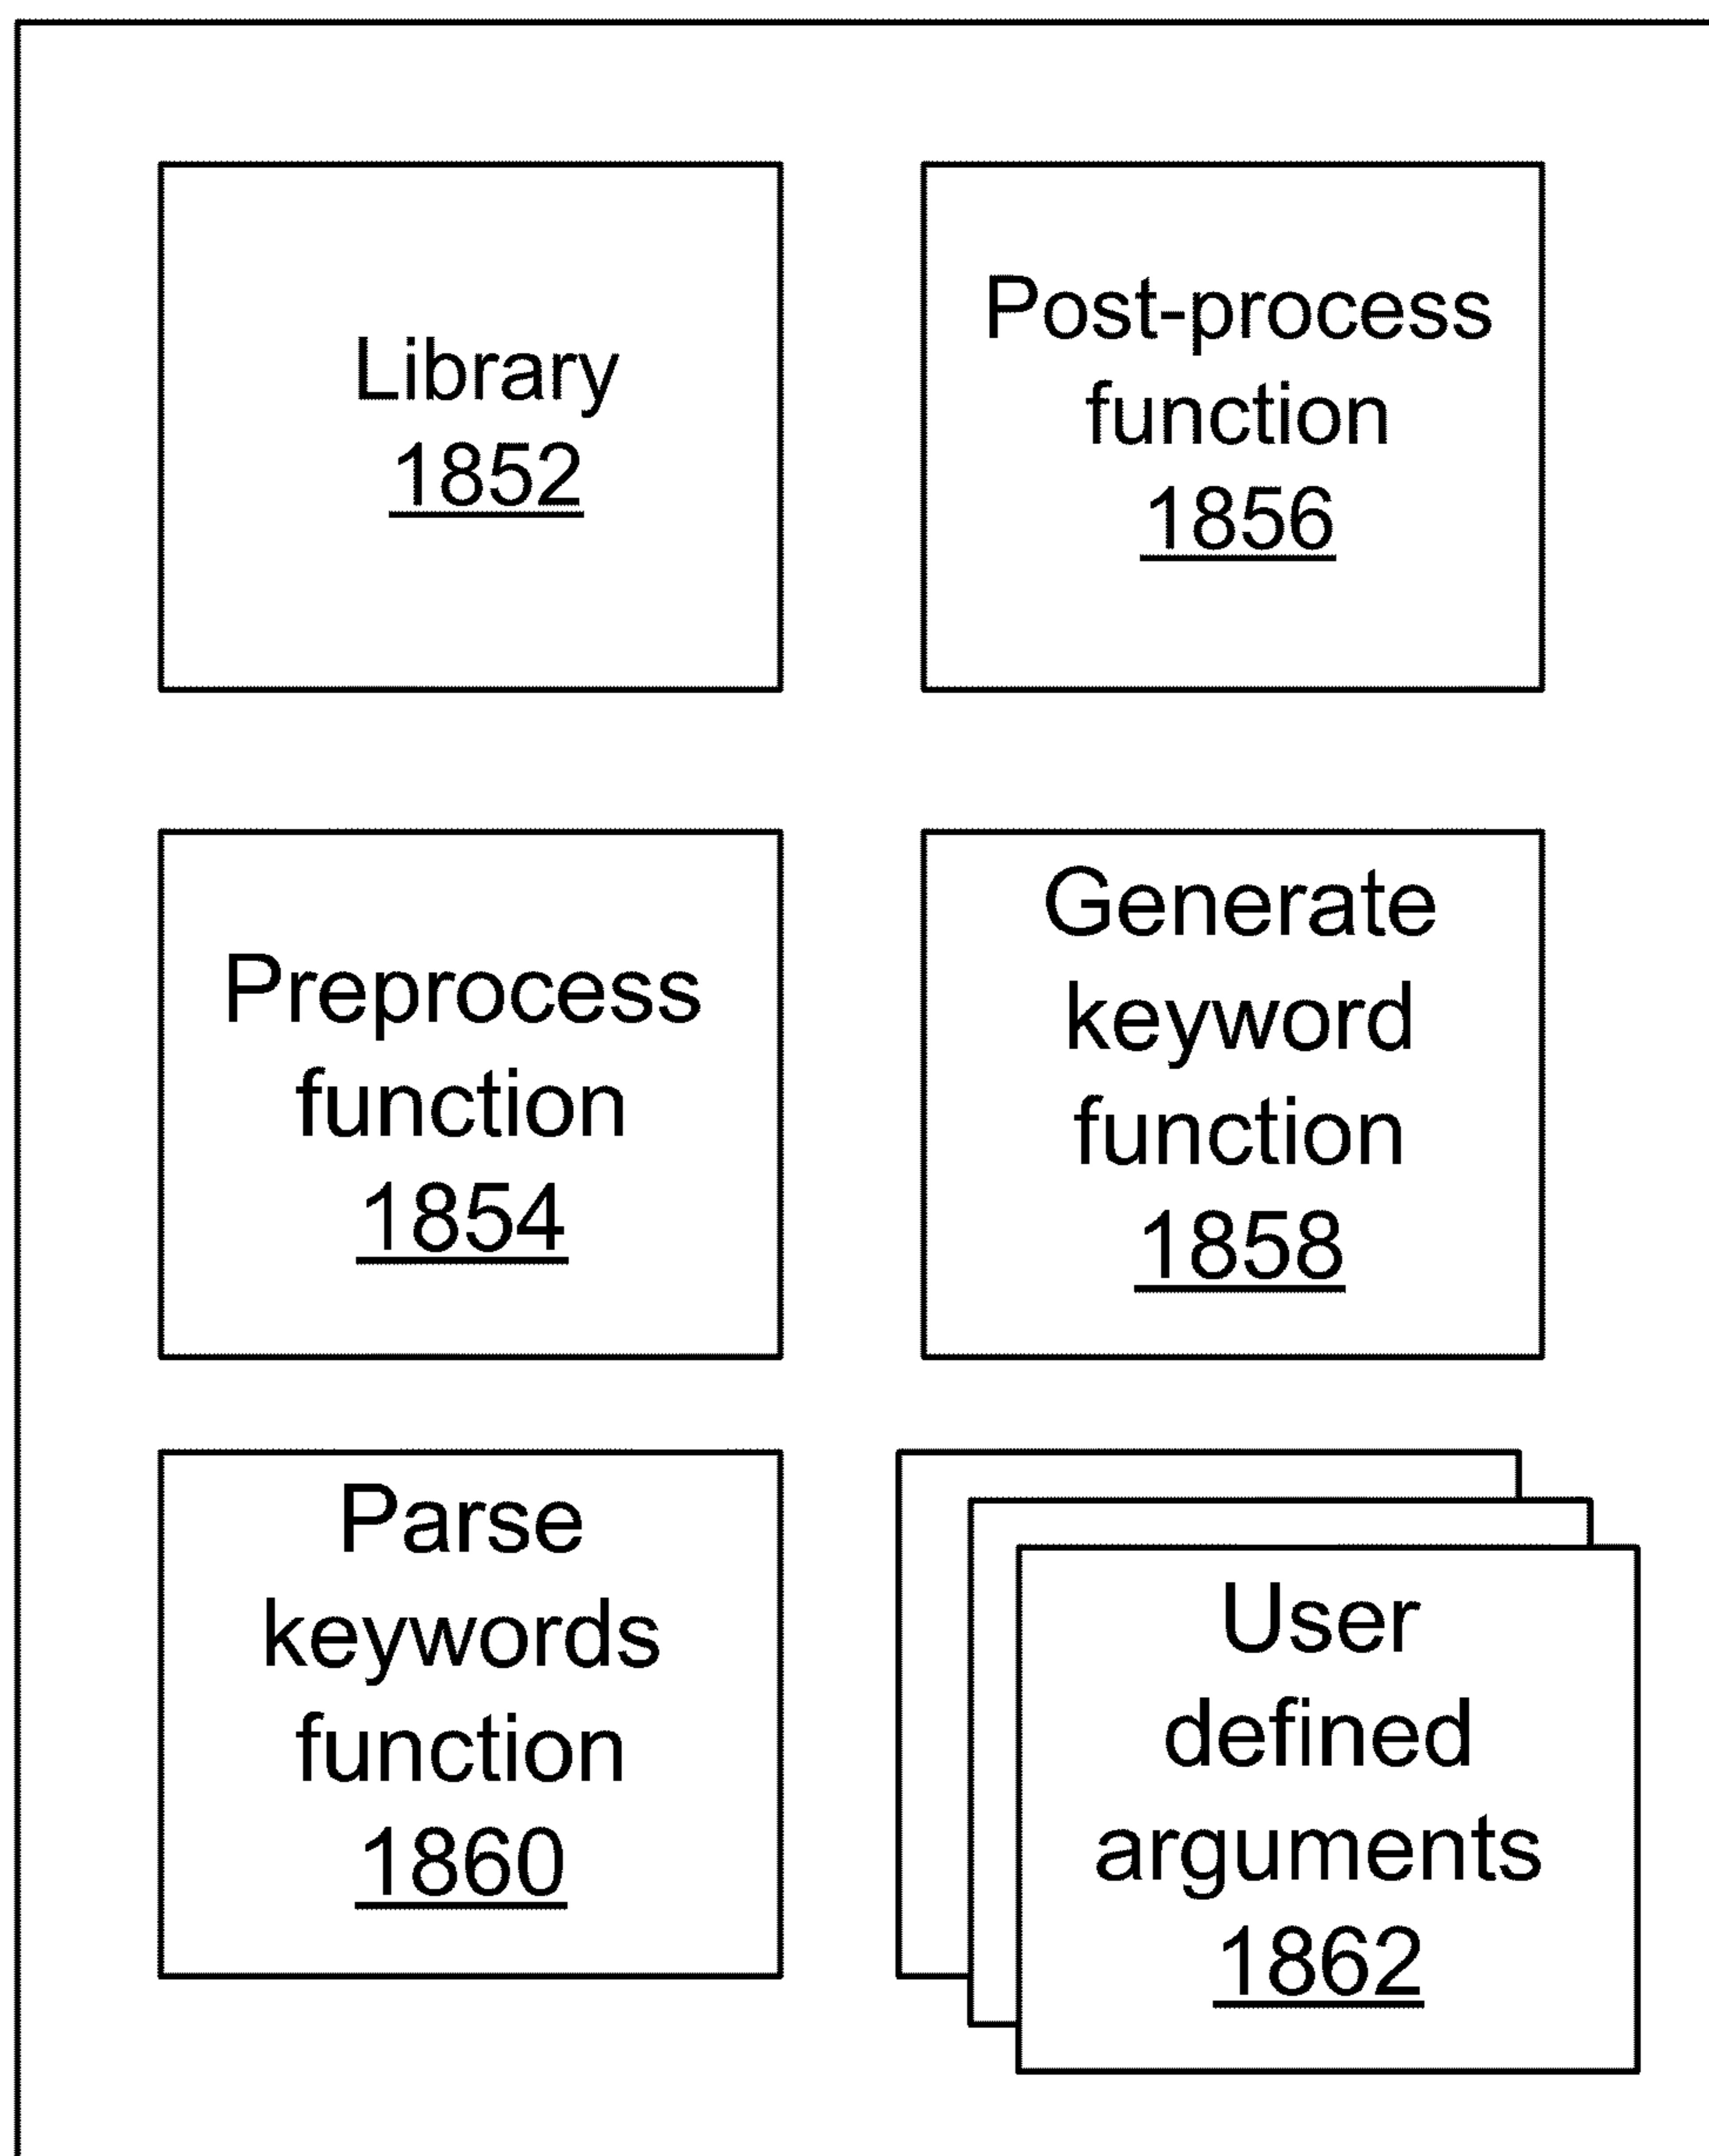 Library
1852
Post-process
function
1856
Preprocess
function
1854
Generate
keyword
function
1858
Parse
keywords
function
1860
User
defined
arguments
1862